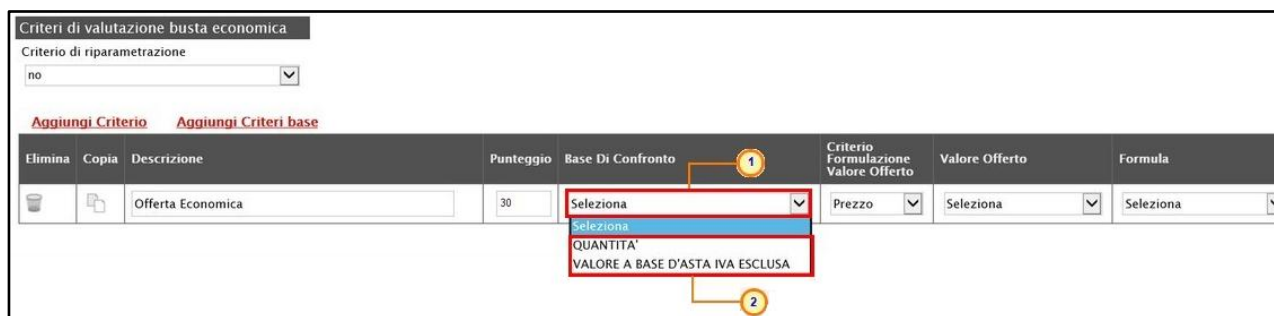 Criteri di valutazione busta economica
Criterio di riparametrazione
no
Aggiungi Criterio Aggiungi Criteri base
Elimina Copia Descrizione Punteggio Base Di Confronto 1 Criterio Formulazione Valore Offerto Valore Offerto Formula
Offerta Economica 30 Seleziona Prezzo Seleziona Seleziona
Seleziona
QUANTITA'
VALORE A BASE D'ASTA IVA ESCLUSA
2